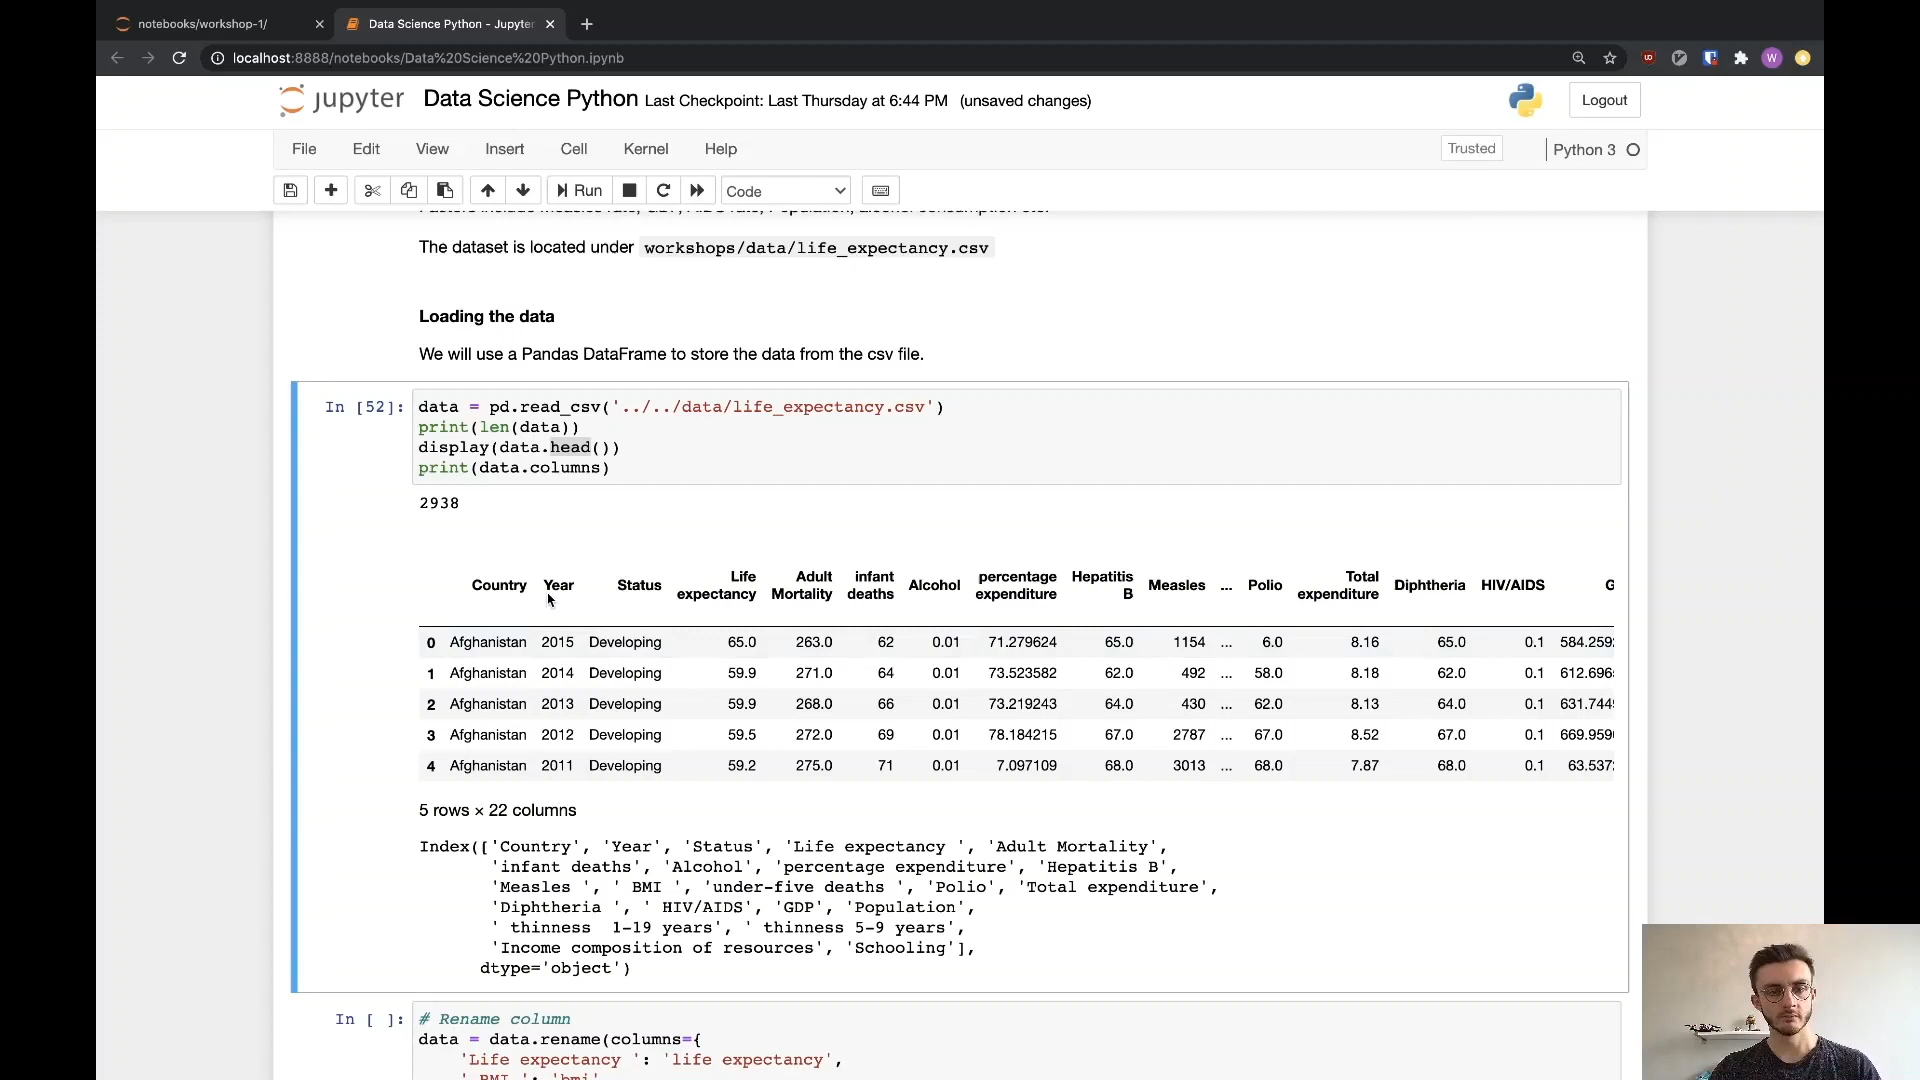 notebooks/workshop-1/
Data Science Python - Jupyter
localhost:8888/notebooks/Data%20Science%20Python.ipynb
W
jupyter Data Science Python Last Checkpoint: Last Thursday at 6:44 PM (unsaved changes)
Logout
File Edit View Insert Cell Kernel Help
Trusted
Python 3
Run
Code
The dataset is located under workshops/data/life_expectancy.csv
Loading the data
We will use a Pandas DataFrame to store the data from the csv file.
In [52]: data = pd.read_csv('../../data/life_expectancy.csv')
print(len(data))
display(data.head())
print(data.columns)
2938
Country Year Status Life expectancy Adult Mortality infant deaths Alcohol percentage expenditure Hepatitis B Measles ... Polio Total expenditure Diphtheria HIV/AIDS G
0 Afghanistan 2015 Developing 65.0 263.0 62 0.01 71.279624 65.0 1154 ... 6.0 8.16 65.0 0.1 584.259
1 Afghanistan 2014 Developing 59.9 271.0 64 0.01 73.523582 62.0 492 ... 58.0 8.18 62.0 0.1 612.696
2 Afghanistan 2013 Developing 59.9 268.0 66 0.01 73.219243 64.0 430 ... 62.0 8.13 64.0 0.1 631.744
3 Afghanistan 2012 Developing 59.5 272.0 69 0.01 78.184215 67.0 2787 ... 67.0 8.52 67.0 0.1 669.959
4 Afghanistan 2011 Developing 59.2 275.0 71 0.01 7.097109 68.0 3013 ... 68.0 7.87 68.0 0.1 63.537
5 rows × 22 columns
Index(['Country', 'Year', 'Status', 'Life expectancy ', 'Adult Mortality',
'infant deaths', 'Alcohol', 'percentage expenditure', 'Hepatitis B',
'Measles ', ' BMI ', 'under-five deaths ', 'Polio', 'Total expenditure',
'Diphtheria ', ' HIV/AIDS', 'GDP', 'Population',
' thinness  1-19 years', ' thinness 5-9 years',
'Income composition of resources', 'Schooling'],
dtype='object')
In [ ]: # Rename column
data = data.rename(columns={
'Life expectancy ': 'life expectancy',
' BMI ': 'bmi'